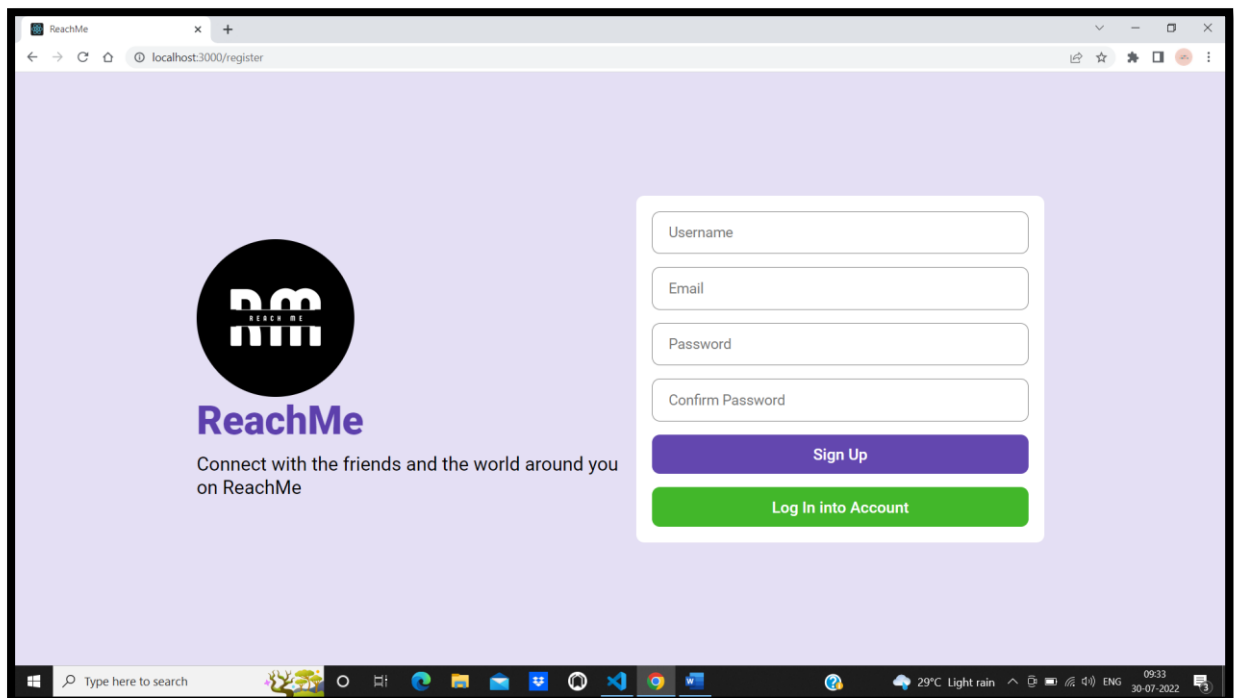 ReachMe
localhost:3000/register
REACH ME
ReachMe
Connect with the friends and the world around you
on ReachMe
Username
Email
Password
Confirm Password
Sign Up
Log In into Account
Type here to search
29°C Light rain
ENG
09:33
30-07-2022
3